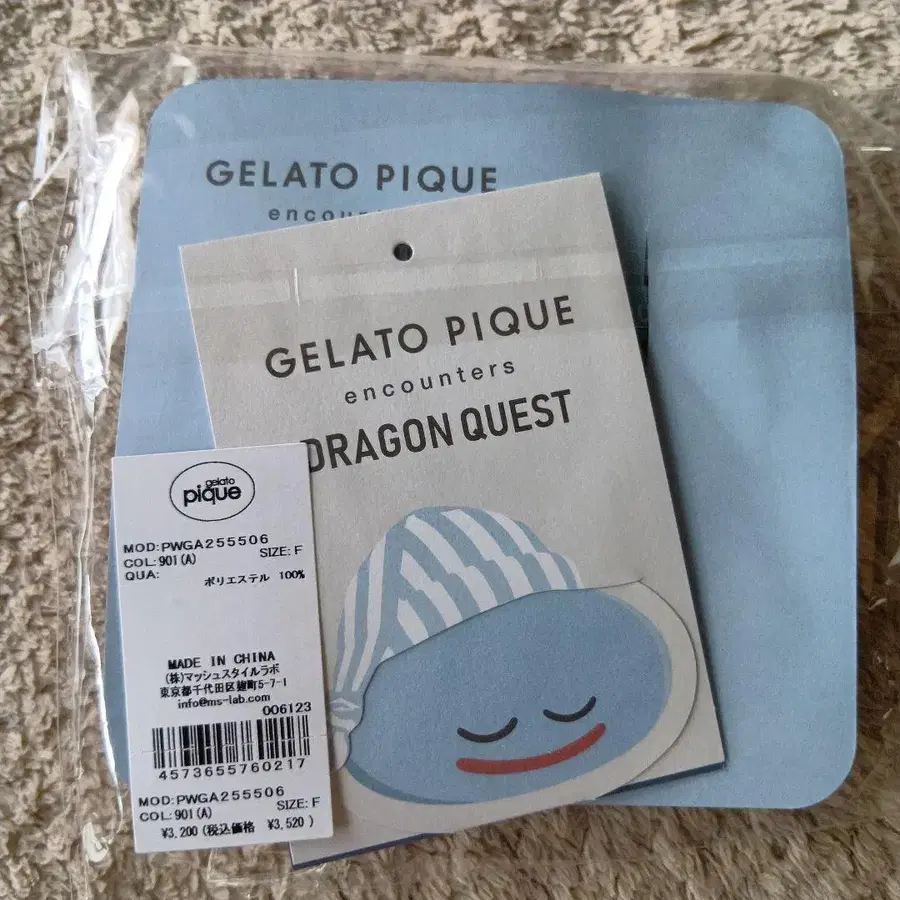 GELATO PIQUE
GELATO PIQUE
encounters
DRAGON QUEST
gelato
pique
MOD:PWGA255506
COL:901(A) SIZE:F
QUA: ポリエステル 100%
MADE IN CHINA
(株)マッシュスタイルラボ
東京都千代田区麹町5-7-1
info@ms-lab.com
006123
4573655760217
MOD:PWGA255506
COL:901(A) SIZE:F
¥3,200(税込価格 ¥3,520)